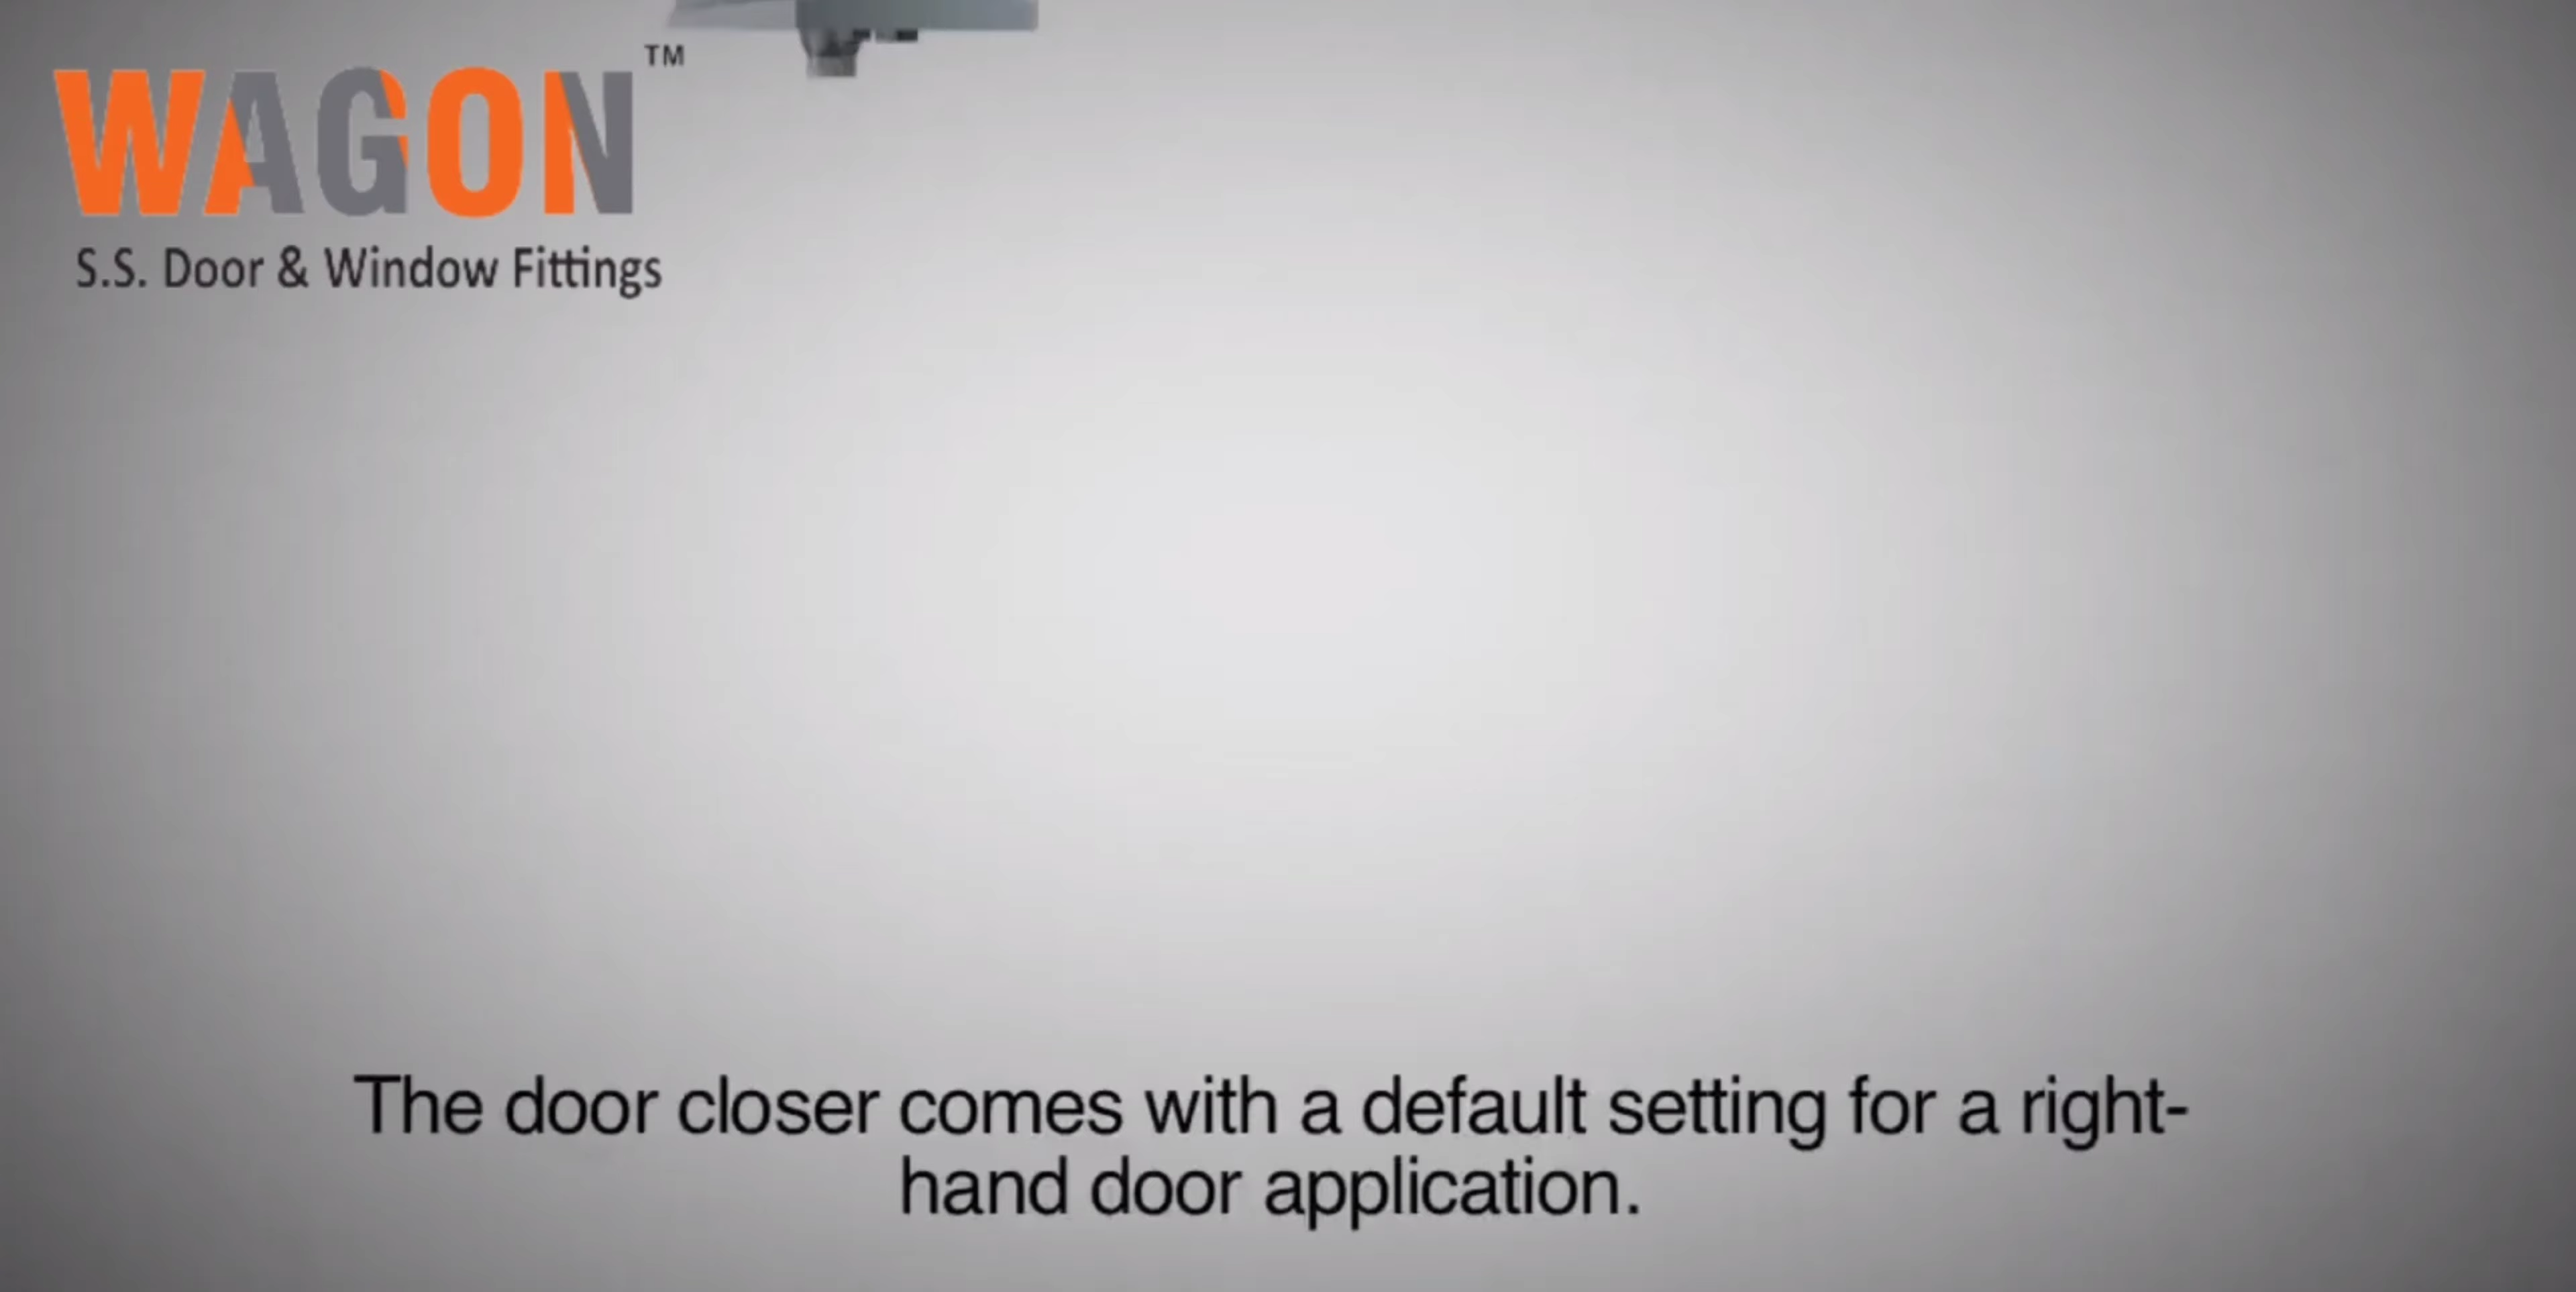 WAGON™
S.S. Door & Window Fittings
The door closer comes with a default setting for a right-
hand door application.